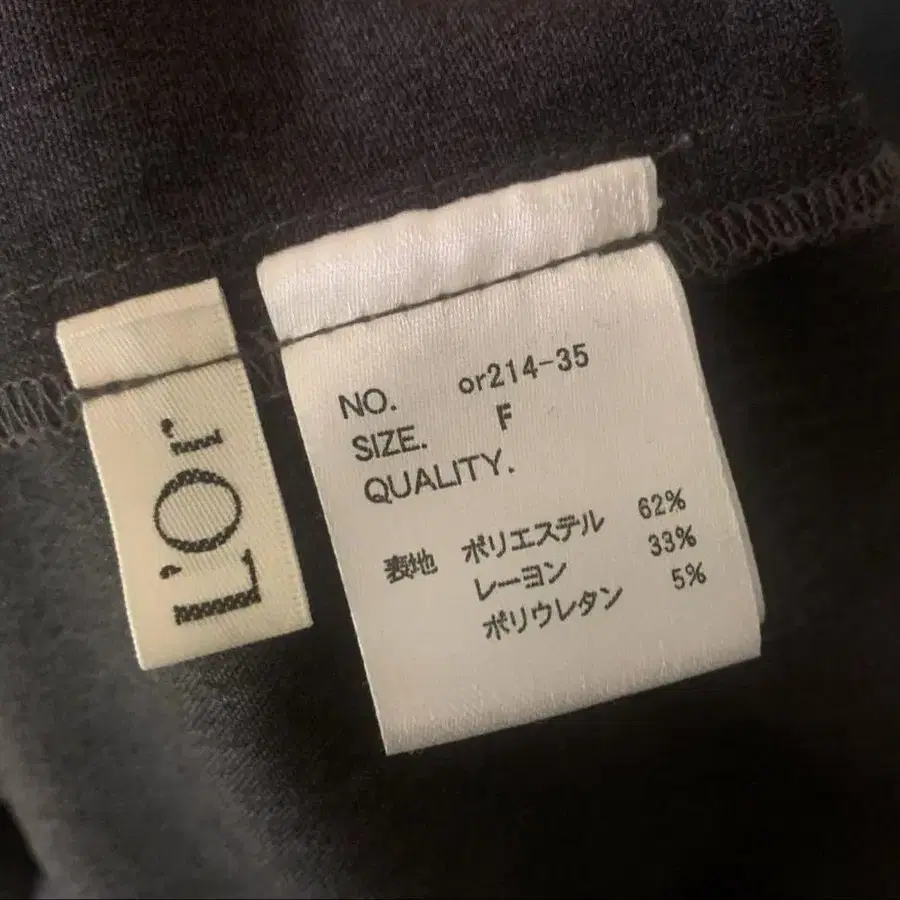 L'Or
NO. or214-35
SIZE. F
QUALITY.
表地 ポリエステル 62%
レーヨン 33%
ポリウレタン 5%